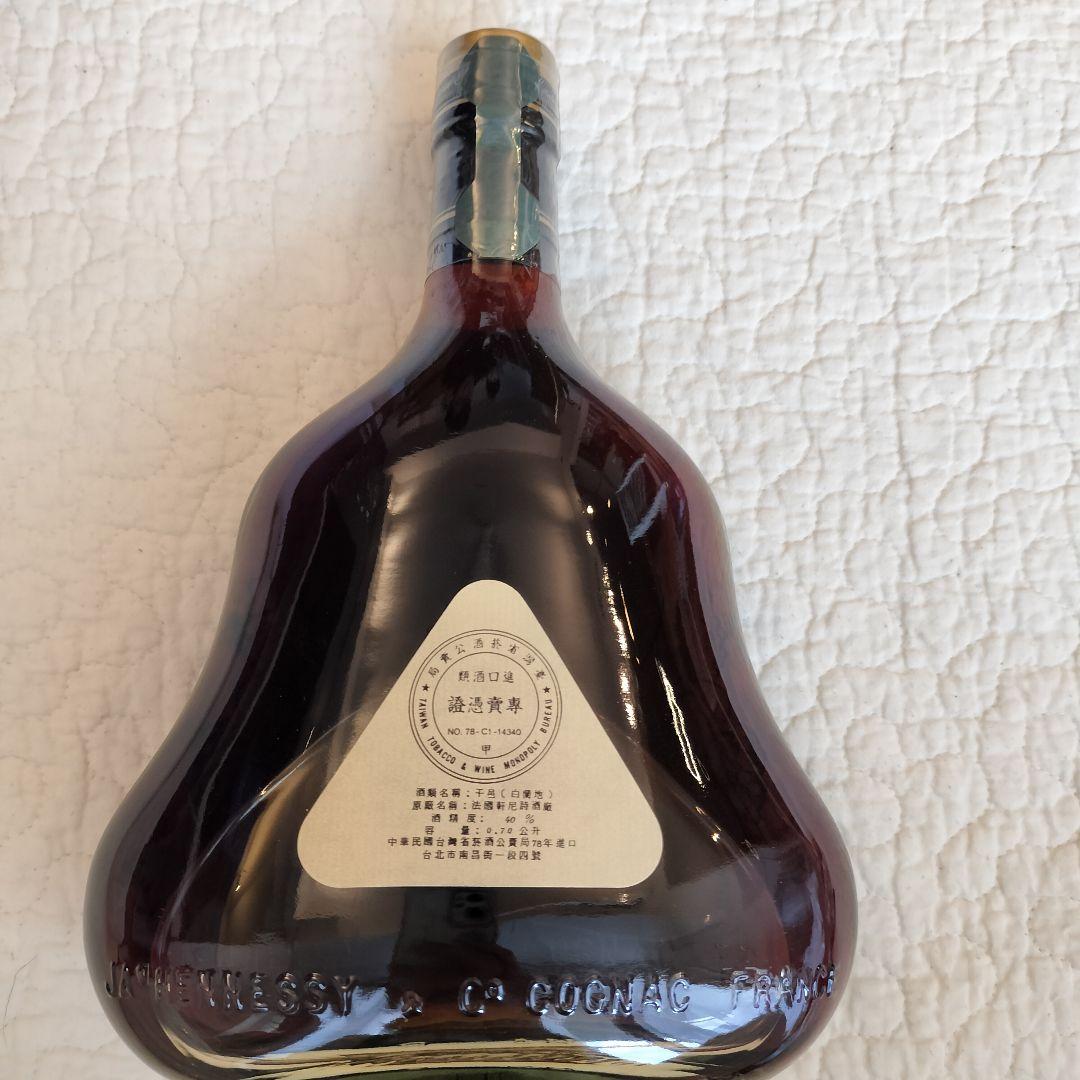 臺灣省菸酒公賣局
進口酒類
專賣憑證
NO. 78-C1-14340
甲
★ TAIWAN TOBACCO & WINE MONOPOLY BUREAU ★
酒類名稱：干邑（白蘭地）
原廠名稱：法國軒尼詩酒廠
酒精度： 40 %
容量：0.70 公升
中華民國台灣省菸酒公賣局78年進口
台北市南昌街一段四號
JAˢ HENNESSY & Cº COGNAC FRANCE